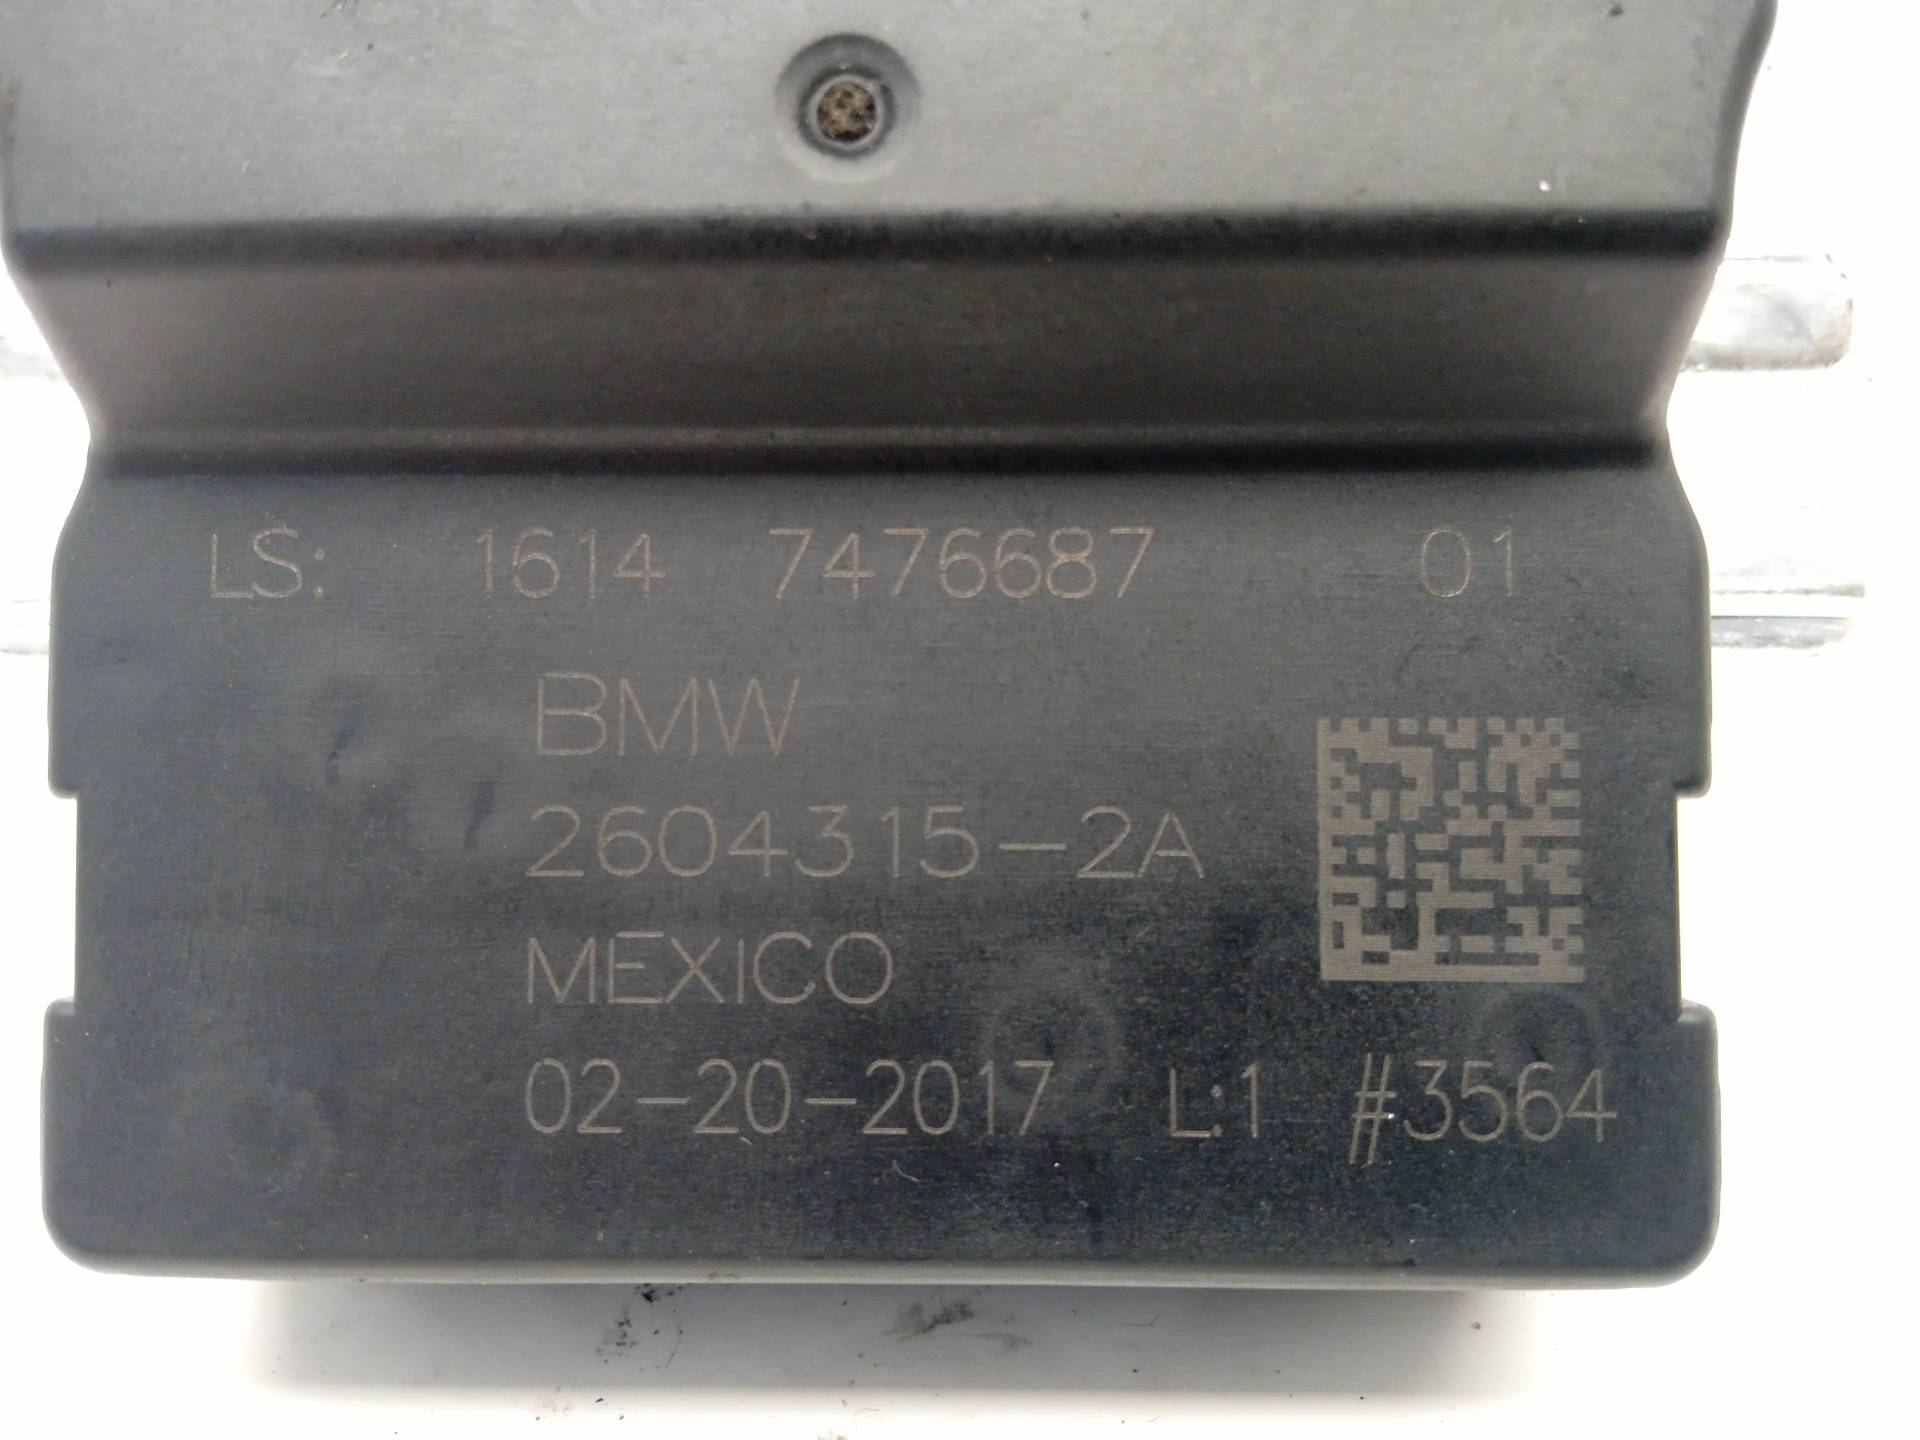 LS: 1614 7476687 01
BMW
2604315-2A
MEXICO
02-20-2017 L:1 #3564